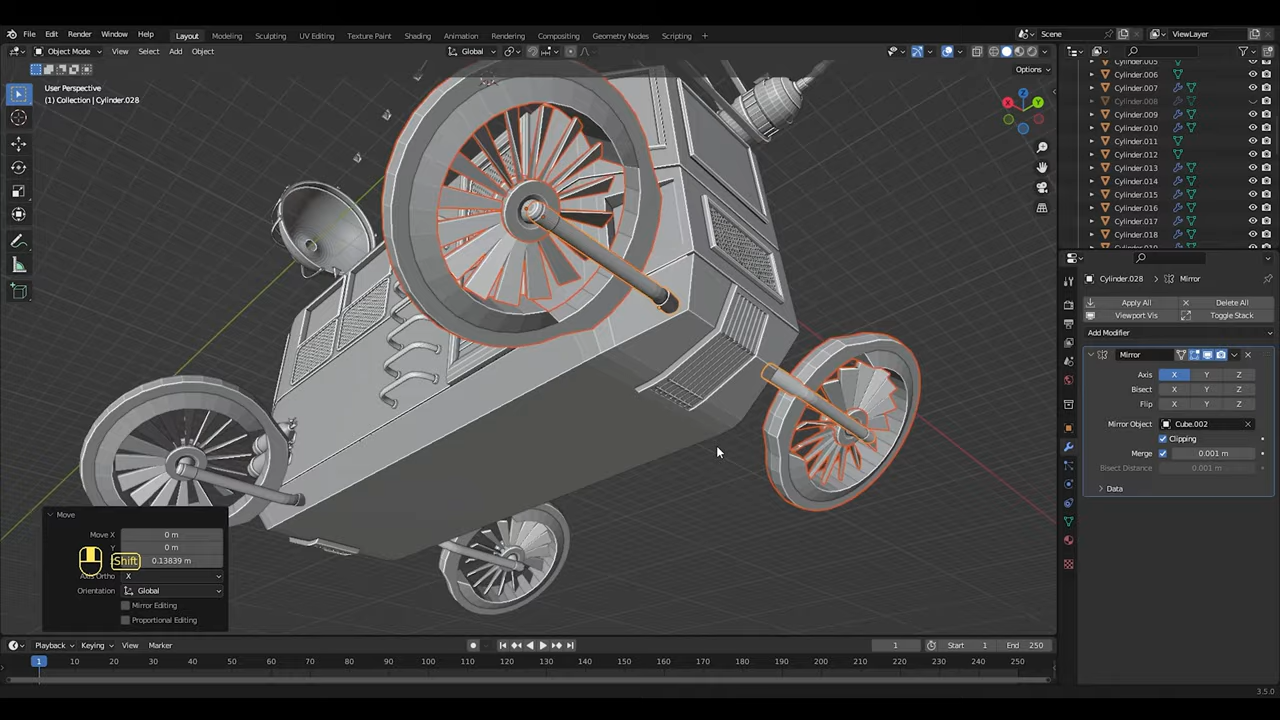 File Edit Render Window Help Layout Modeling Sculpting UV Editing Texture Paint Shading Animation Rendering Compositing Geometry Nodes Scripting + Scene ViewLayer
Object Mode View Select Add Object Global
Options
User Perspective
(1) Collection | Cylinder.028
X Y Z
Cylinder.005
Cylinder.006
Cylinder.007
Cylinder.008
Cylinder.009
Cylinder.010
Cylinder.011
Cylinder.012
Cylinder.013
Cylinder.014
Cylinder.015
Cylinder.016
Cylinder.017
Cylinder.018
Cylinder.028 > Mirror
Apply All Delete All
Viewport Vis Toggle Stack
Add Modifier
Mirror
Axis X Y Z
Bisect X Y Z
Flip X Y Z
Mirror Object Cube.002
Clipping
Merge 0.001 m
Bisect Distance 0.001 m
Data
Move
Move X 0 m
Y 0 m
Shift 0.13839 m
Axis Ortho X
Orientation Global
Mirror Editing
Proportional Editing
Playback Keying View Marker 1 Start 1 End 250
1 10 20 30 40 50 60 70 80 90 100 110 120 130 140 150 160 170 180 190 200 210 220 230 240 250
3.5.0